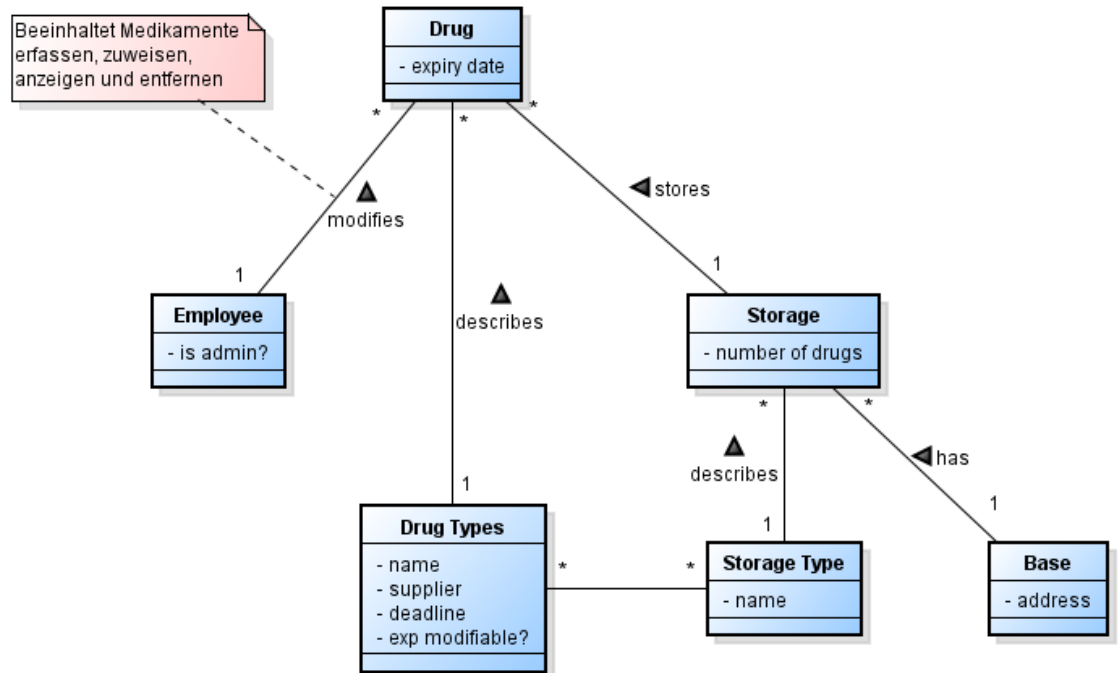 Beeinhaltet Medikamente
erfassen, zuweisen,
anzeigen und entfernen
Drug
- expiry date
*
*
*
modifies
stores
1
describes
1
Employee
- is admin?
Storage
- number of drugs
*
*
describes
has
1
1
1
Drug Types
- name
- supplier
- deadline
- exp modifiable?
*
*
Storage Type
- name
Base
- address